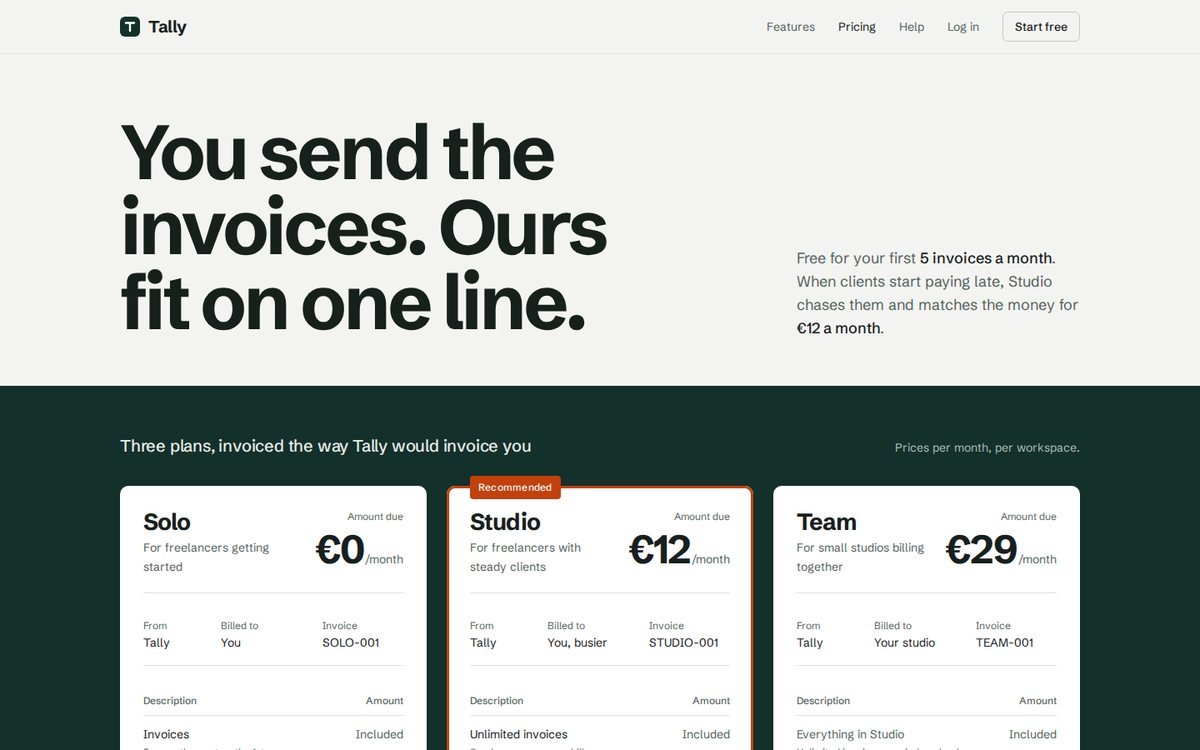 T Tally
Features Pricing Help Log in Start free
You send the
invoices. Ours
fit on one line.
Free for your first 5 invoices a month.
When clients start paying late, Studio
chases them and matches the money for
€12 a month.
Three plans, invoiced the way Tally would invoice you
Prices per month, per workspace.
Solo
For freelancers getting
started
Amount due
€0/month
From Billed to Invoice
Tally You SOLO-001
Description Amount
Invoices Included
Recommended
Studio
For freelancers with
steady clients
Amount due
€12/month
From Billed to Invoice
Tally You, busier STUDIO-001
Description Amount
Unlimited invoices Included
Team
For small studios billing
together
Amount due
€29/month
From Billed to Invoice
Tally Your studio TEAM-001
Description Amount
Everything in Studio Included